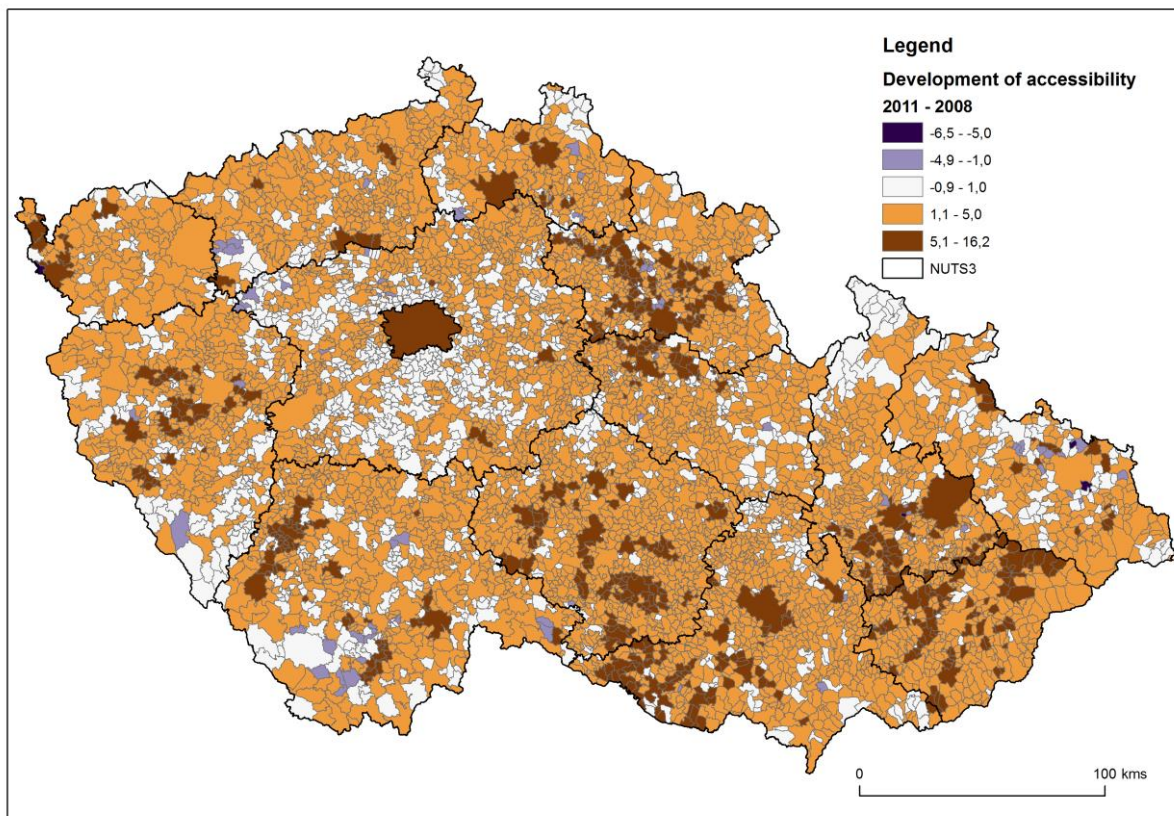 Legend
Development of accessibility
2011 - 2008
-6,5 - -5,0
-4,9 - -1,0
-0,9 - 1,0
1,1 - 5,0
5,1 - 16,2
NUTS3
0 100 kms